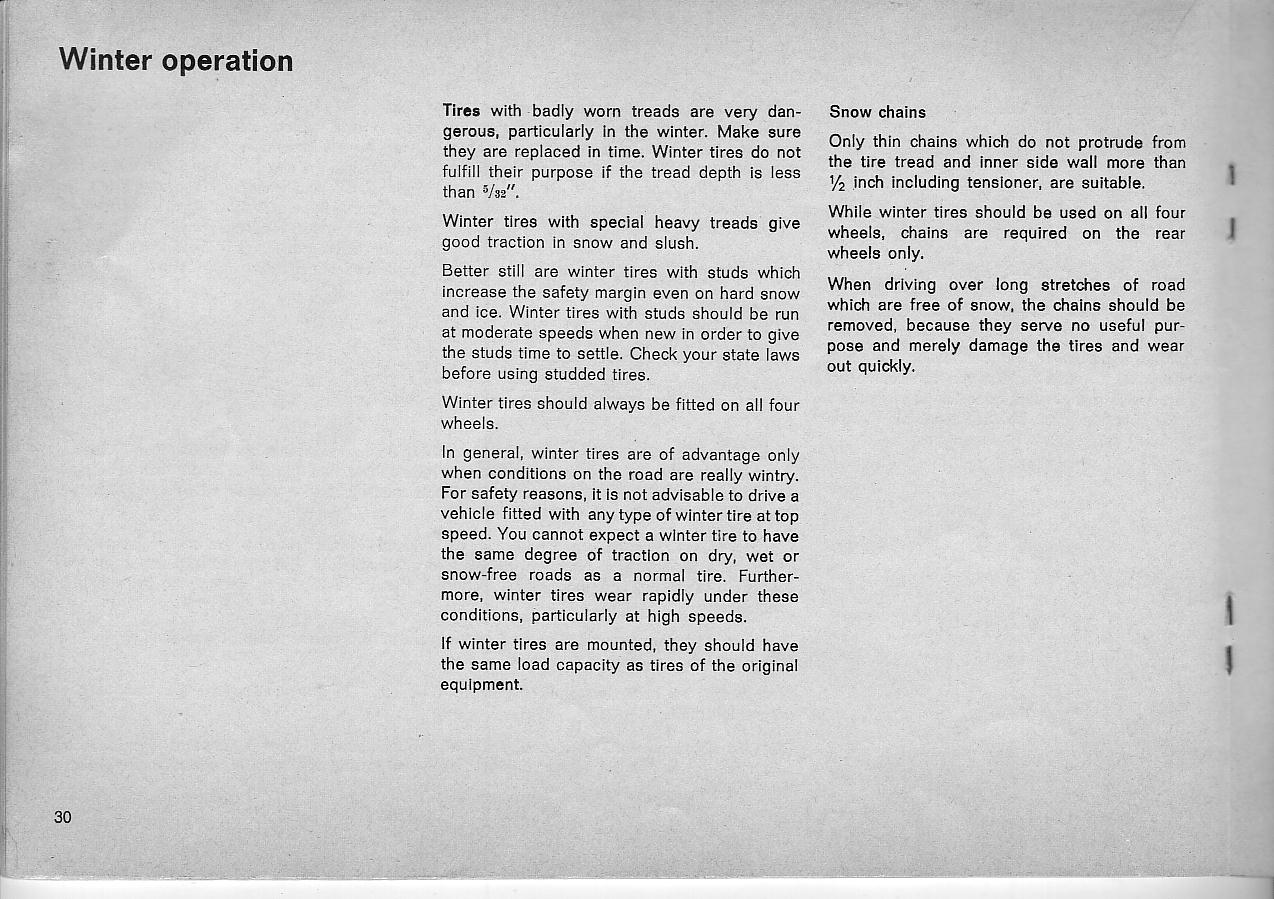 Winter operation
Tires with badly worn treads are very dan-
gerous, particularly in the winter. Make sure
they are replaced in time. Winter tires do not
fulfill their purpose if the tread depth is less
than 5/32".
Winter tires with special heavy treads give
good traction in snow and slush.
Better still are winter tires with studs which
increase the safety margin even on hard snow
and ice. Winter tires with studs should be run
at moderate speeds when new in order to give
the studs time to settle. Check your state laws
before using studded tires.
Winter tires should always be fitted on all four
wheels.
In general, winter tires are of advantage only
when conditions on the road are really wintry.
For safety reasons, it is not advisable to drive a
vehicle fitted with any type of winter tire at top
speed. You cannot expect a winter tire to have
the same degree of traction on dry, wet or
snow-free roads as a normal tire. Further-
more, winter tires wear rapidly under these
conditions, particularly at high speeds.
If winter tires are mounted, they should have
the same load capacity as tires of the original
equipment.
Snow chains
Only thin chains which do not protrude from
the tire tread and inner side wall more than
½ inch including tensioner, are suitable.
While winter tires should be used on all four
wheels, chains are required on the rear
wheels only.
When driving over long stretches of road
which are free of snow, the chains should be
removed, because they serve no useful pur-
pose and merely damage the tires and wear
out quickly.
30